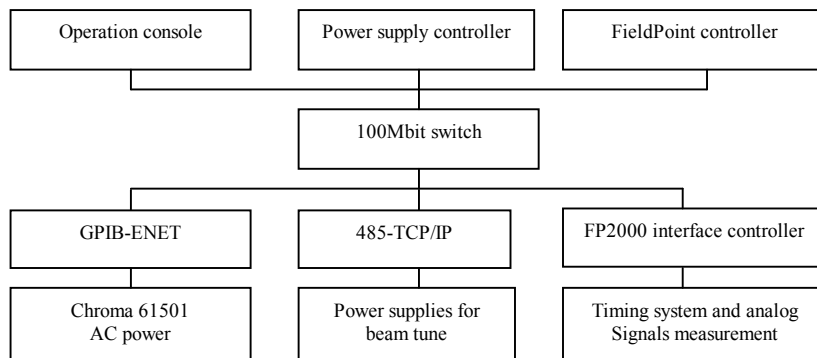 Operation console
Power supply controller
FieldPoint controller
100Mbit switch
GPIB-ENET
485-TCP/IP
FP2000 interface controller
Chroma 61501
AC power
Power supplies for
beam tune
Timing system and analog
Signals measurement